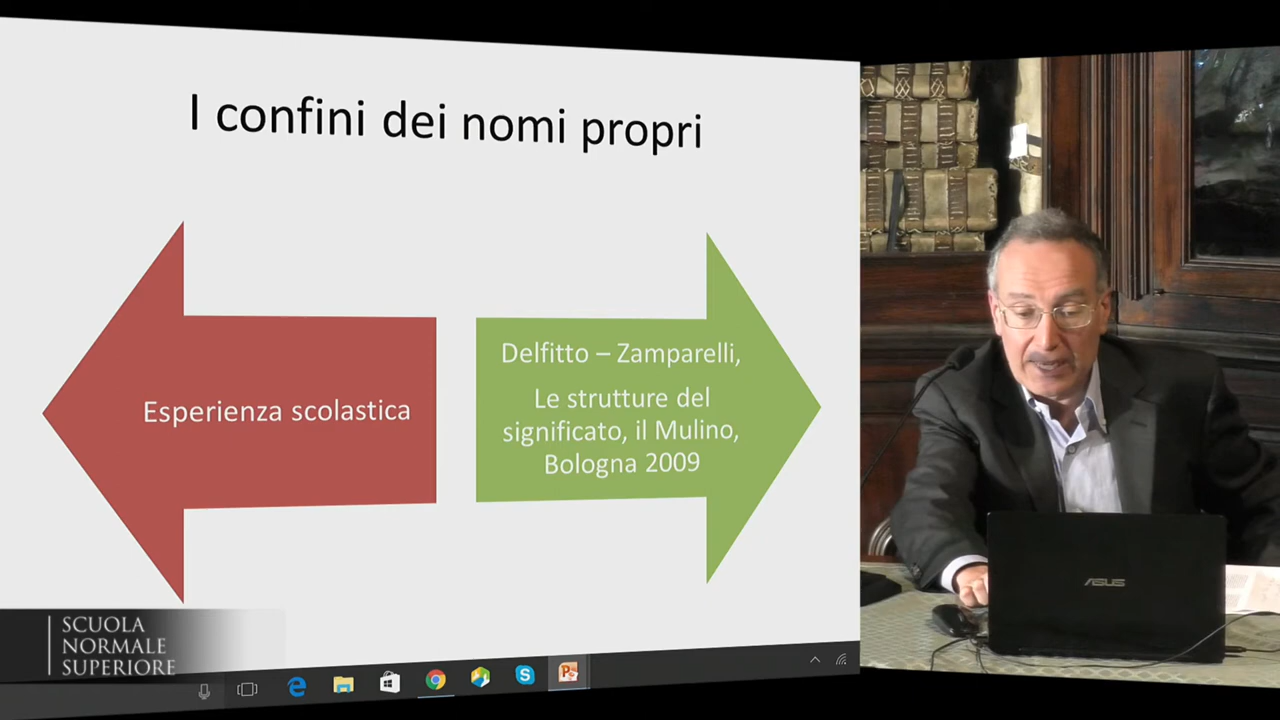 I confini dei nomi propri
Esperienza scolastica
Delfitto – Zamparelli,
Le strutture del
significato, il Mulino,
Bologna 2009
SCUOLA
NORMALE
SUPERIORE
ASUS